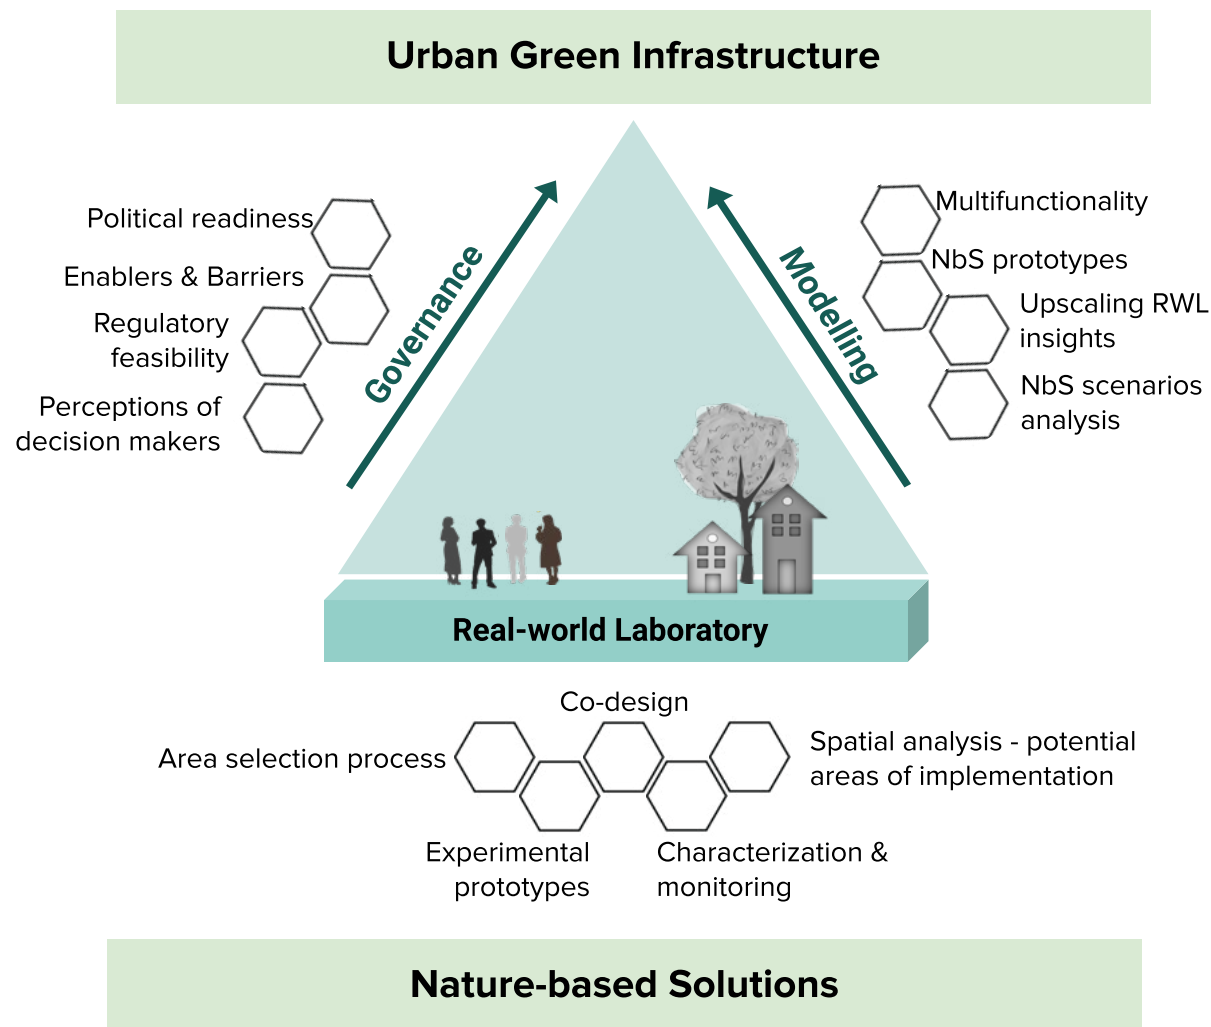 Urban Green Infrastructure
Political readiness
Enablers & Barriers
Regulatory
feasibility
Perceptions of
decision makers
Governance
Modelling
Multifunctionality
NbS prototypes
Upscaling RWL
insights
NbS scenarios
analysis
Real-world Laboratory
Co-design
Area selection process
Spatial analysis - potential
areas of implementation
Experimental
prototypes
Characterization &
monitoring
Nature-based Solutions